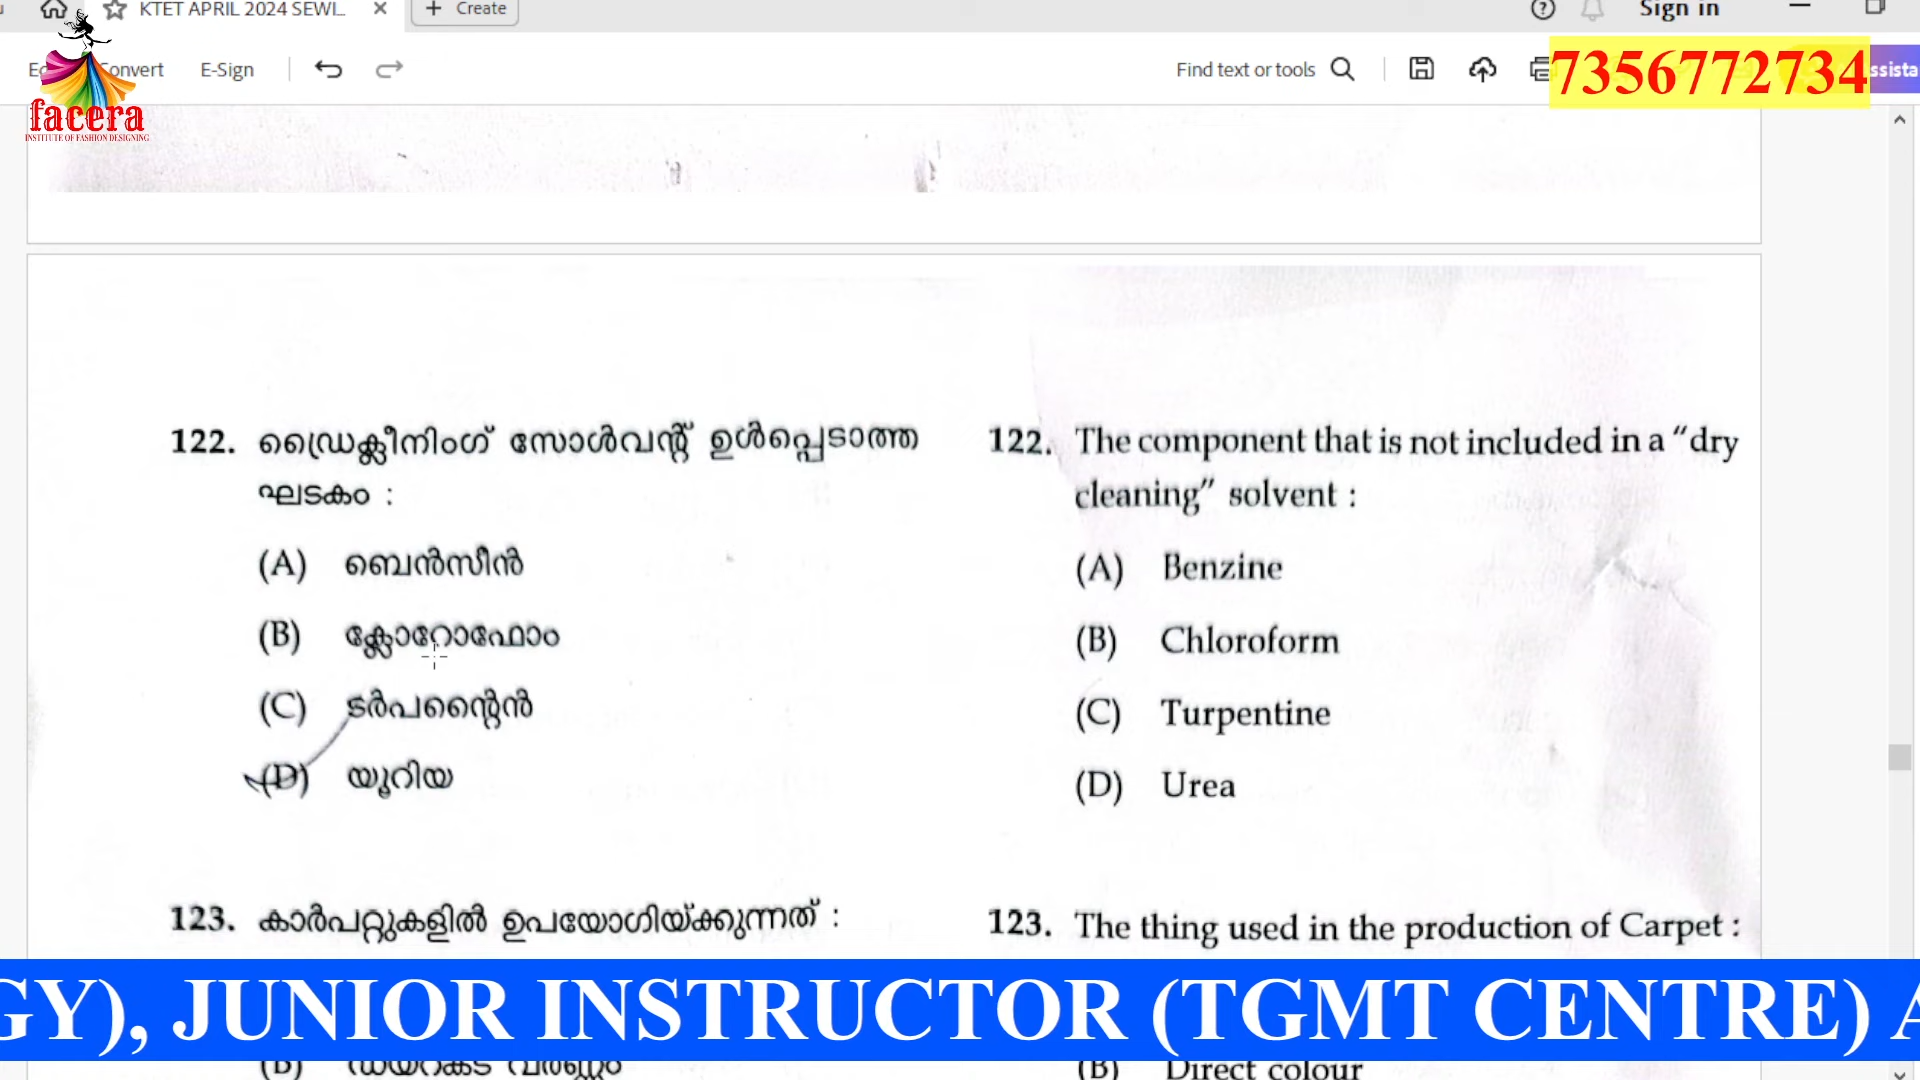 KTET APRIL 2024 SEWI...
Create
Sign in
Convert
E-Sign
Find text or tools
7356772734
facera
INSTITUTE OF FASHION DESIGNING
122. ഡ്രൈക്ലീനിംഗ് സോൾവന്റ് ഉൾപ്പെടാത്ത
ഘടകം :
(A) ബെൻസീൻ
(B) ക്ലോറോഫോം
(C) ടർപന്റൈൻ
(D) യൂറിയ
122. The component that is not included in a “dry
cleaning” solvent :
(A) Benzine
(B) Chloroform
(C) Turpentine
(D) Urea
123. കാർപറ്റുകളിൽ ഉപയോഗിയ്ക്കുന്നത് :
123. The thing used in the production of Carpet :
GY), JUNIOR INSTRUCTOR (TGMT CENTRE) A
(B) ഡയറക്ട് വർണ്ണം
(B) Direct colour